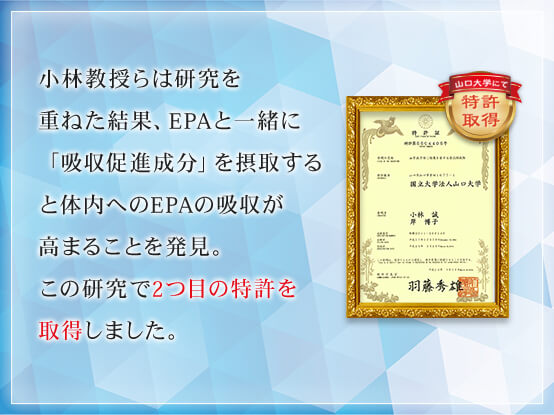 小林教授らは研究を
重ねた結果、EPAと一緒に
「吸収促進成分」を摂取する
と体内へのEPAの吸収が
高まることを発見。
この研究で2つ目の特許を
取得しました。
山口大学にて
特許
取得
特許証
国立大学法人山口大学
小林 誠
岸 博子
羽藤秀雄